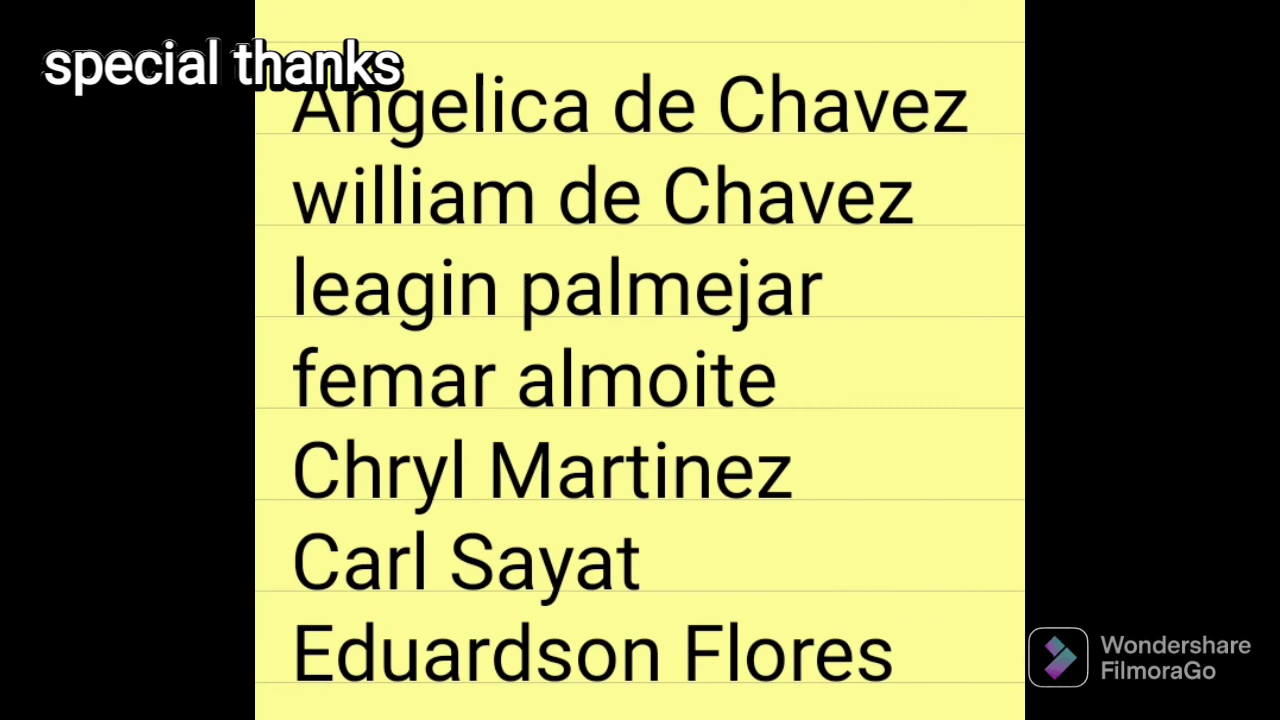 special thanks
Angelica de Chavez
william de Chavez
leagin palmejar
femar almoite
Chryl Martinez
Carl Sayat
Eduardson Flores
Wondershare
FilmoraGo